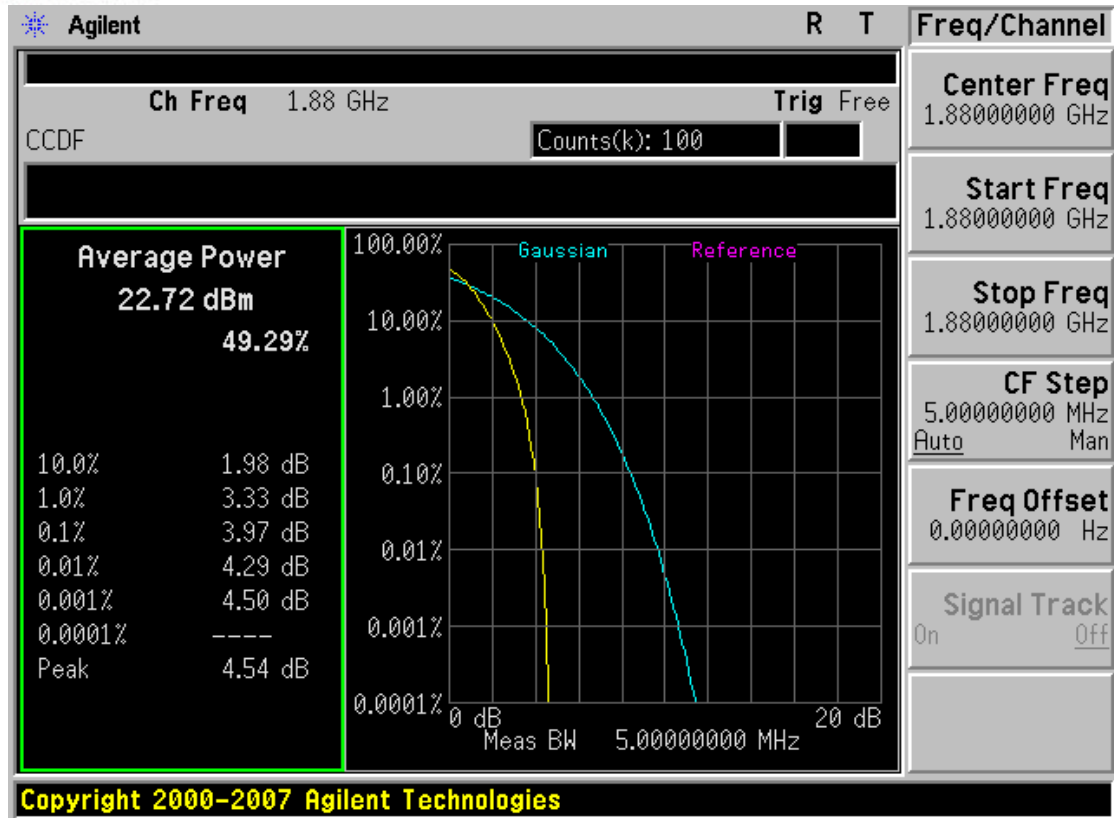 Agilent R T Freq/Channel
Ch Freq 1.88 GHz Trig Free
CCDF Counts(k): 100
Average Power
22.72 dBm
49.29%
10.0% 1.98 dB
1.0% 3.33 dB
0.1% 3.97 dB
0.01% 4.29 dB
0.001% 4.50 dB
0.0001% ----
Peak 4.54 dB
Gaussian Reference
100.00%
10.00%
1.00%
0.10%
0.01%
0.001%
0.0001%
0 dB 20 dB
Meas BW 5.00000000 MHz
Center Freq
1.88000000 GHz
Start Freq
1.88000000 GHz
Stop Freq
1.88000000 GHz
CF Step
5.00000000 MHz
Auto Man
Freq Offset
0.00000000 Hz
Signal Track
On Off
Copyright 2000-2007 Agilent Technologies